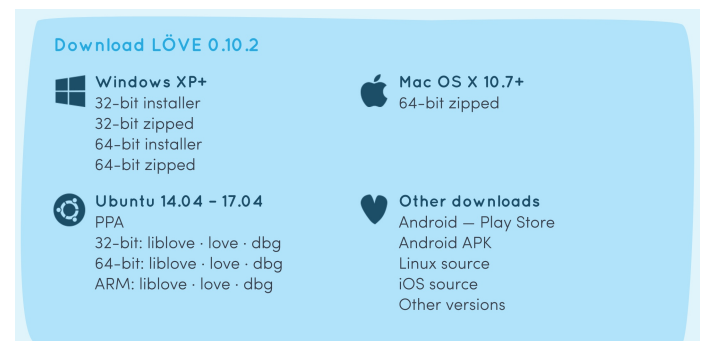 Download LÖVE 0.10.2
Windows XP+
32-bit installer
32-bit zipped
64-bit installer
64-bit zipped
Mac OS X 10.7+
64-bit zipped
Ubuntu 14.04 – 17.04
PPA
32-bit: liblove · love · dbg
64-bit: liblove · love · dbg
ARM: liblove · love · dbg
Other downloads
Android — Play Store
Android APK
Linux source
iOS source
Other versions